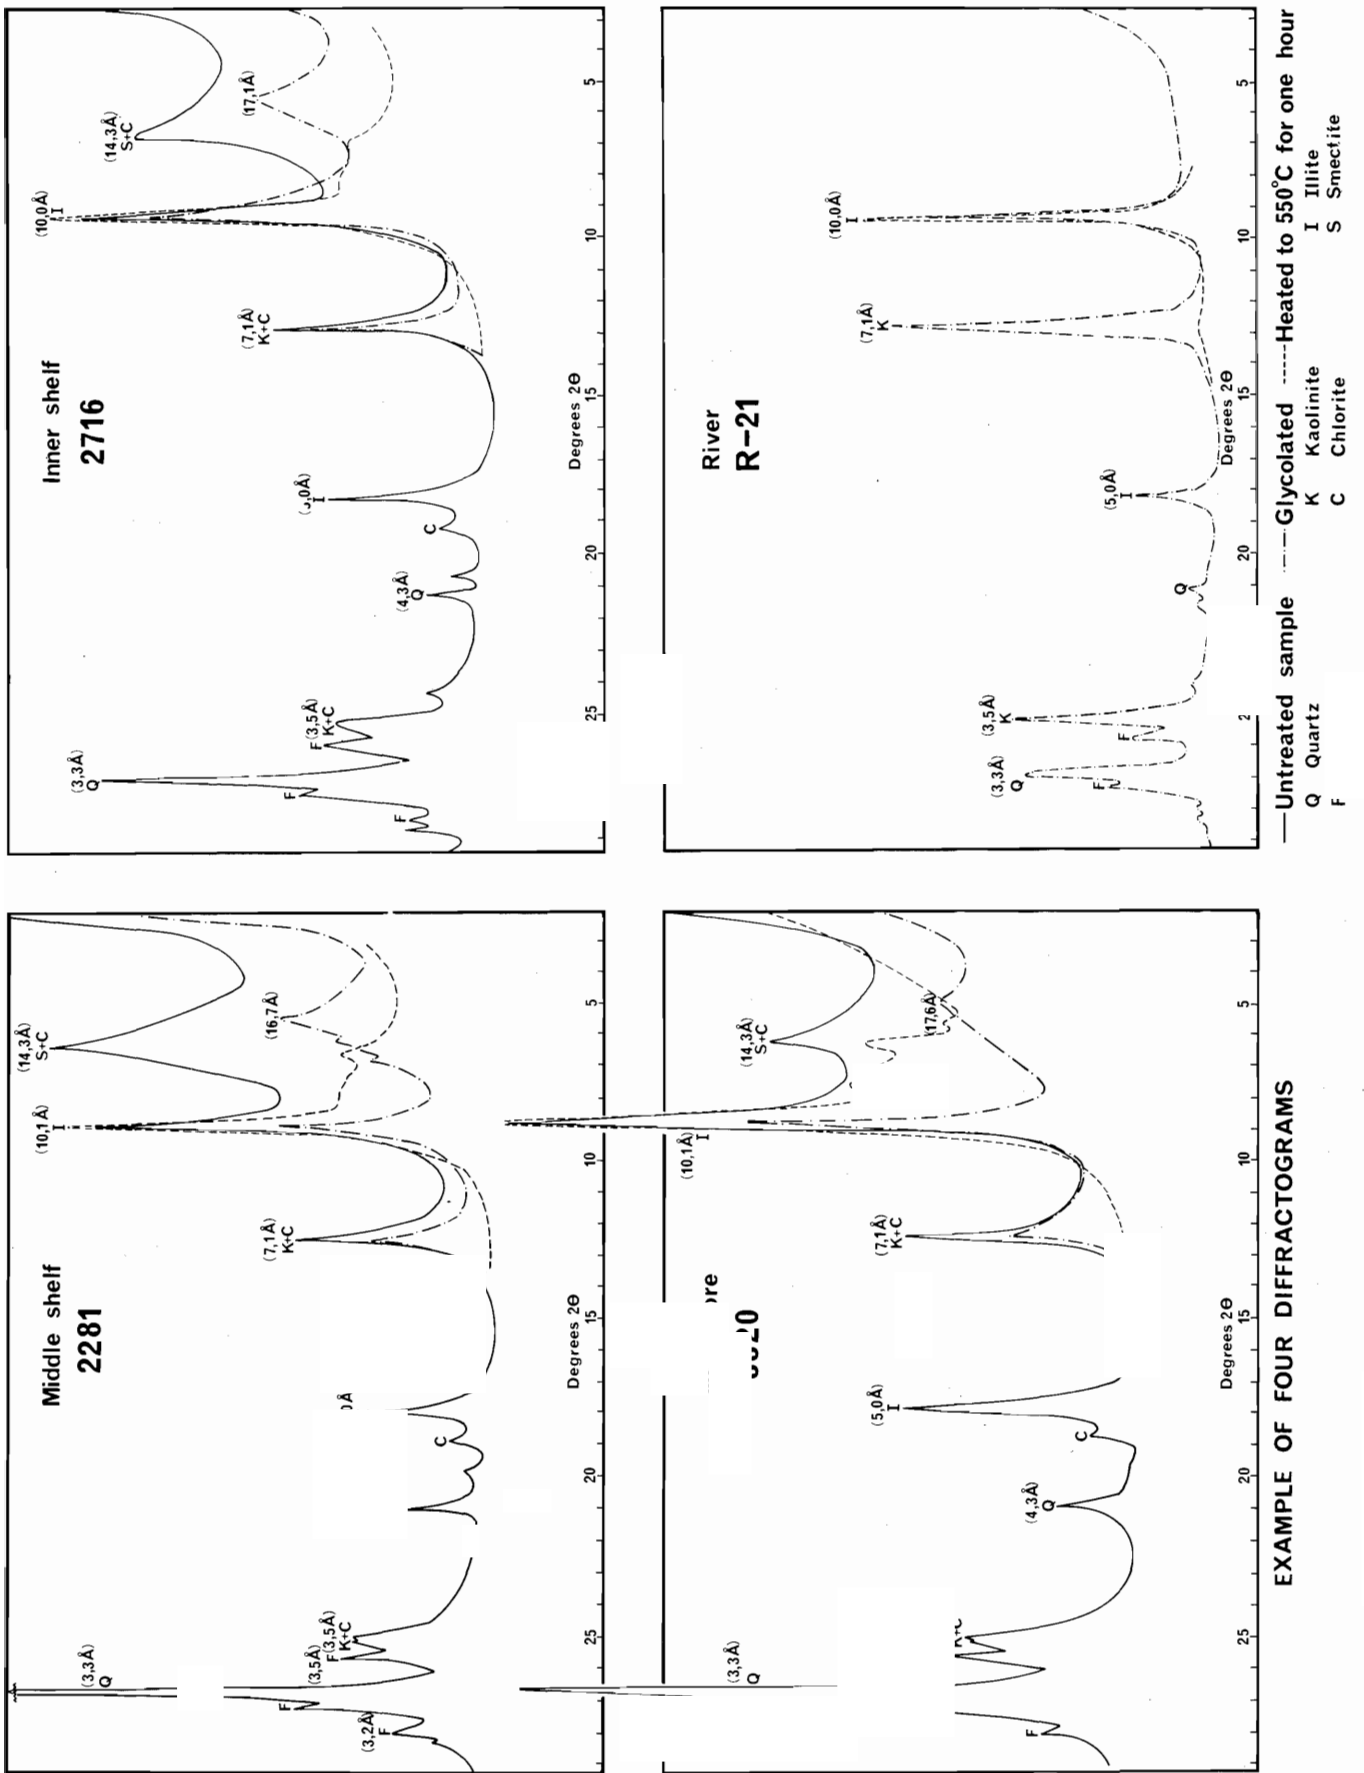 Middle shelf
2281
(3,3Å)
Q
F
(3,2Å)
F
(3,5Å)
F
(3,5Å)
K+C
C
(7,1Å)
K+C
(10,1Å)
I
(14,3Å)
S+C
(16,7Å)
25
20
15
10
5
Degrees 2θ
Inner shelf
2716
(3,3Å)
Q
F
F
F
(3,5Å)
K+C
(4,3Å)
Q
C
I
(7,1Å)
K+C
(10,0Å)
I
(14,3Å)
S+C
(17,1Å)
25
20
15
10
5
Degrees 2θ
(3,3Å)
Q
F
K+C
(4,3Å)
Q
C
(5,0Å)
I
(7,1Å)
K+C
(10,1Å)
I
(14,3Å)
S+C
(17,6Å)
25
20
15
10
5
Degrees 2θ
River
R-21
(3,3Å)
Q
F
F
(3,5Å)
K
Q
(5,0Å)
I
(7,1Å)
K
(10,0Å)
I
20
15
10
5
Degrees 2θ
EXAMPLE OF FOUR DIFFRACTOGRAMS
Untreated sample Glycolated Heated to 550°C for one hour
Q Quartz K Kaolinite I Illite
F C Chlorite S Smectite